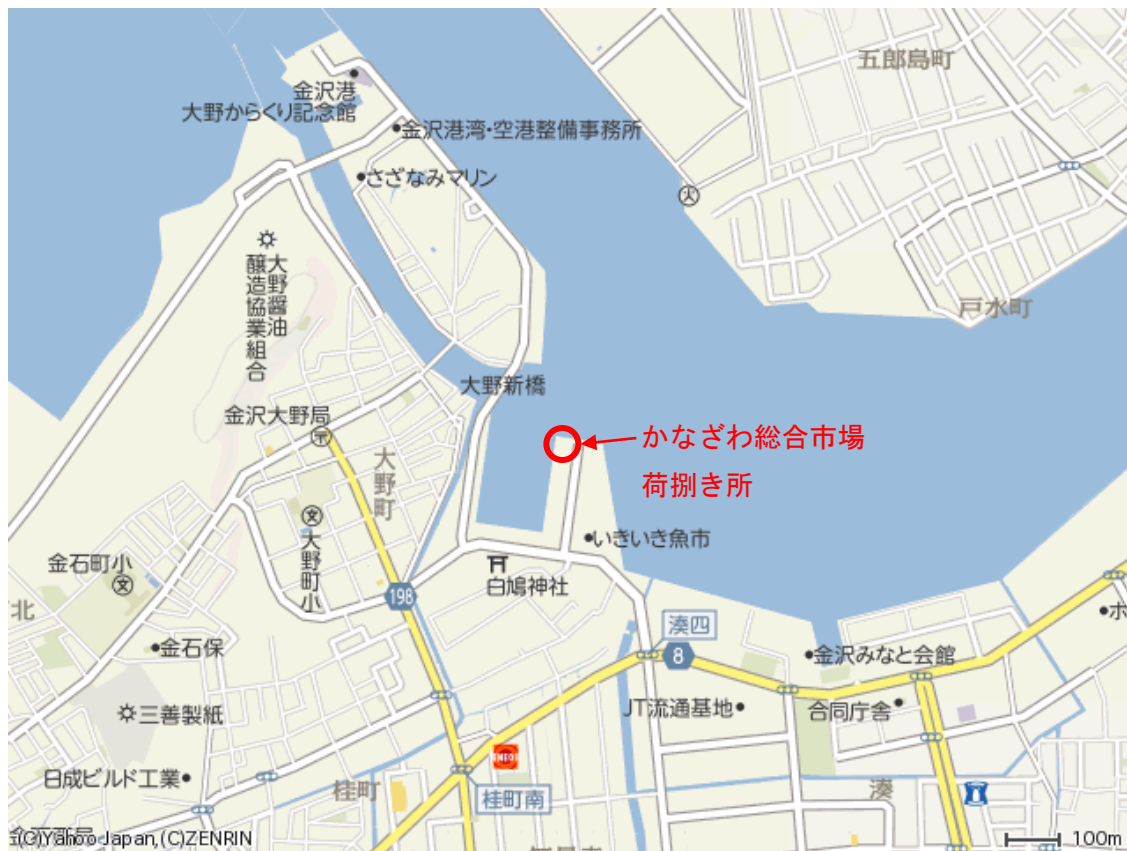 五郎島町
金沢港
大野からくり記念館
金沢港湾・空港整備事務所
さざなみマリン
火
大野醤油
醸造協業組合
戸水町
大野新橋
金沢大野局
〒
かなざわ総合市場
荷捌き所
大野町
文
大野町小
いきいき魚市
金石町小
文
白鳩神社
198
北
湊四
8
金石保
金沢みなと会館
ホ
三善製紙
JT流通基地
合同庁舎
日成ビルド工業
ENEOS
桂町
桂町南
湊
(C)Yahoo Japan,(C)ZENRIN
100m